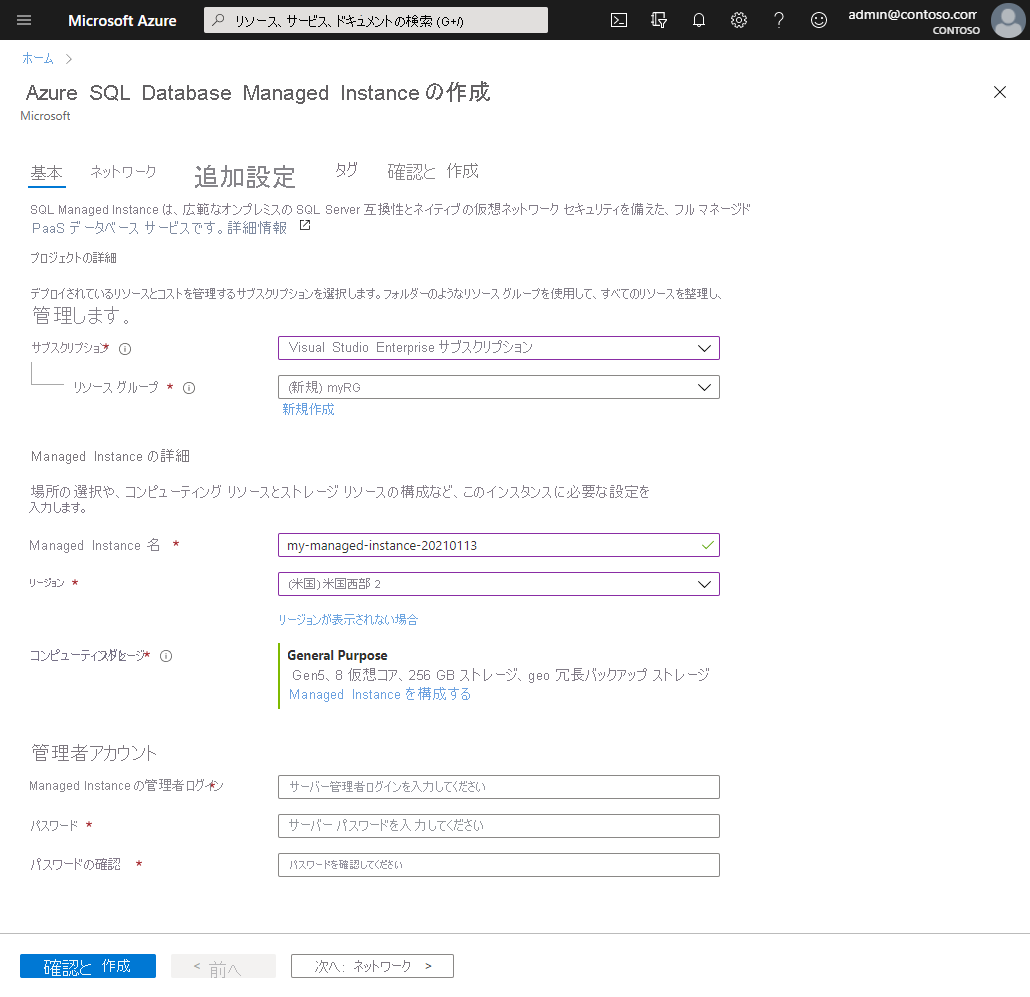 Microsoft Azure
リソース、サービス、ドキュメントの検索 (G+/)
admin@contoso.com
CONTOSO
ホーム >
Azure SQL Database Managed Instance の作成
Microsoft
基本 ネットワーク 追加設定 タグ 確認と 作成
SQL Managed Instance は、広範なオンプレミスの SQL Server 互換性とネイティブの仮想ネットワーク セキュリティを備えた、フル マネージド
PaaS データベース サービスです。詳細情報
プロジェクトの詳細
デプロイされているリソースとコストを管理するサブスクリプションを選択します。フォルダーのようなリソース グループを使用して、すべてのリソースを整理し、
管理します。
サブスクリプション* Visual Studio Enterprise サブスクリプション
リソース グループ * (新規) myRG
新規作成
Managed Instance の詳細
場所の選択や、コンピューティング リソースとストレージ リソースの構成など、このインスタンスに必要な設定を
入力します。
Managed Instance 名 * my-managed-instance-20210113
リージョン * (米国) 米国西部 2
リージョンが表示されない場合
General Purpose
Gen5、8 仮想コア、256 GB ストレージ、geo 冗長バックアップ ストレージ
Managed Instance を構成する
管理者アカウント
Managed Instance の管理者ログイン* サーバー管理者ログインを入力してください
パスワード * サーバー パスワードを入力してください
パスワードの確認 * パスワードを確認してください
確認と 作成 < 前へ 次へ: ネットワーク >